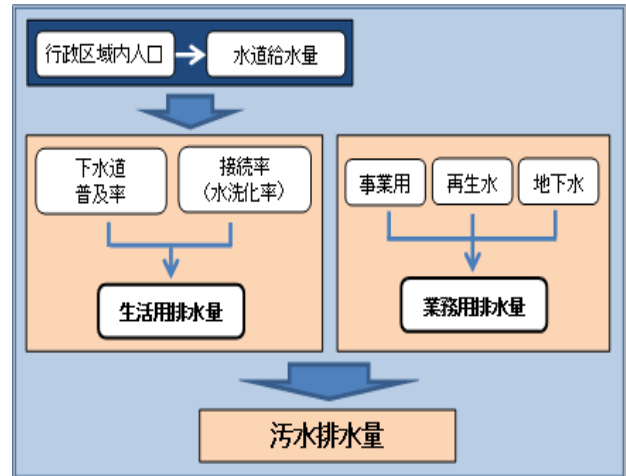 行政区域内人口
水道給水量
下水道
普及率
接続率
(水洗化率)
生活用排水量
事業用
再生水
地下水
業務用排水量
汚水排水量